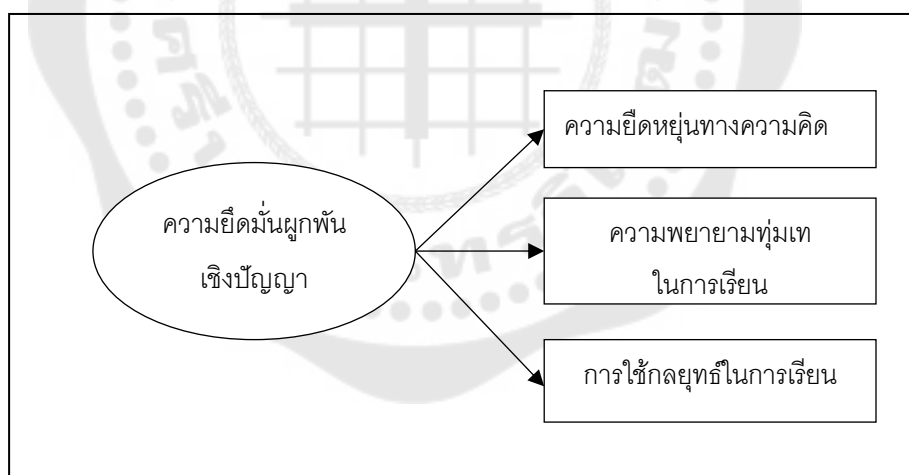 ความยืดหยุ่นทางความคิด
ความยึดมั่นผูกพัน
เชิงปัญญา
ความพยายามทุ่มเท
ในการเรียน
การใช้กลยุทธ์ในการเรียน